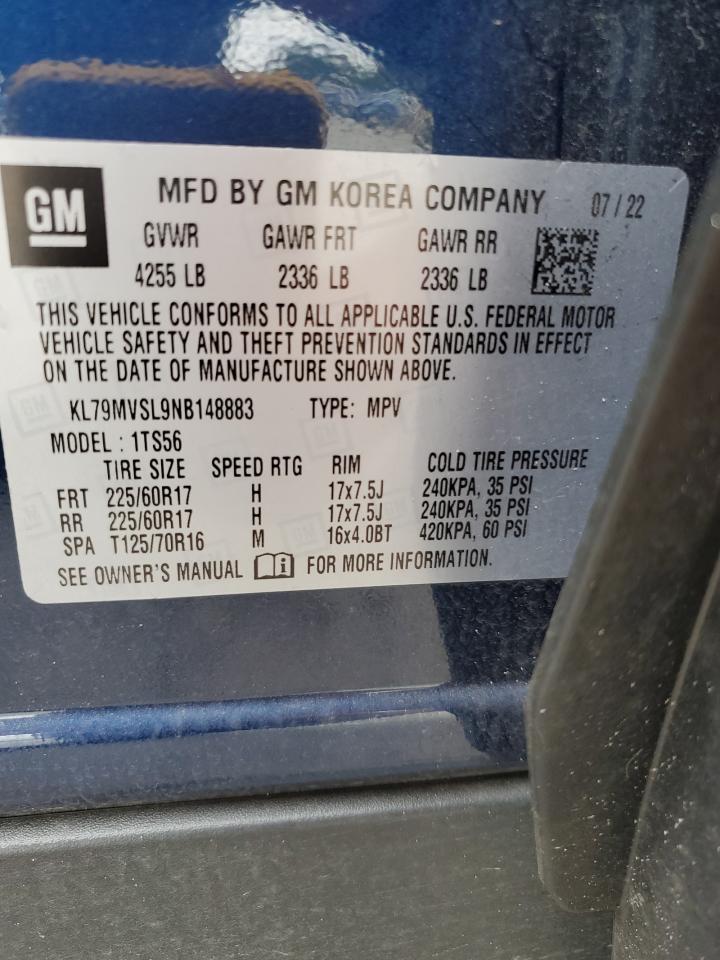 GM MFD BY GM KOREA COMPANY 07 / 22
GVWR GAWR FRT GAWR RR
4255 LB 2336 LB 2336 LB
THIS VEHICLE CONFORMS TO ALL APPLICABLE U.S. FEDERAL MOTOR
VEHICLE SAFETY AND THEFT PREVENTION STANDARDS IN EFFECT
ON THE DATE OF MANUFACTURE SHOWN ABOVE.
KL79MVSL9NB148883 TYPE: MPV
MODEL : 1TS56
TIRE SIZE SPEED RTG RIM COLD TIRE PRESSURE
FRT 225/60R17 H 17x7.5J 240KPA, 35 PSI
RR 225/60R17 H 17x7.5J 240KPA, 35 PSI
SPA T125/70R16 M 16x4.0BT 420KPA, 60 PSI
SEE OWNER'S MANUAL i FOR MORE INFORMATION.